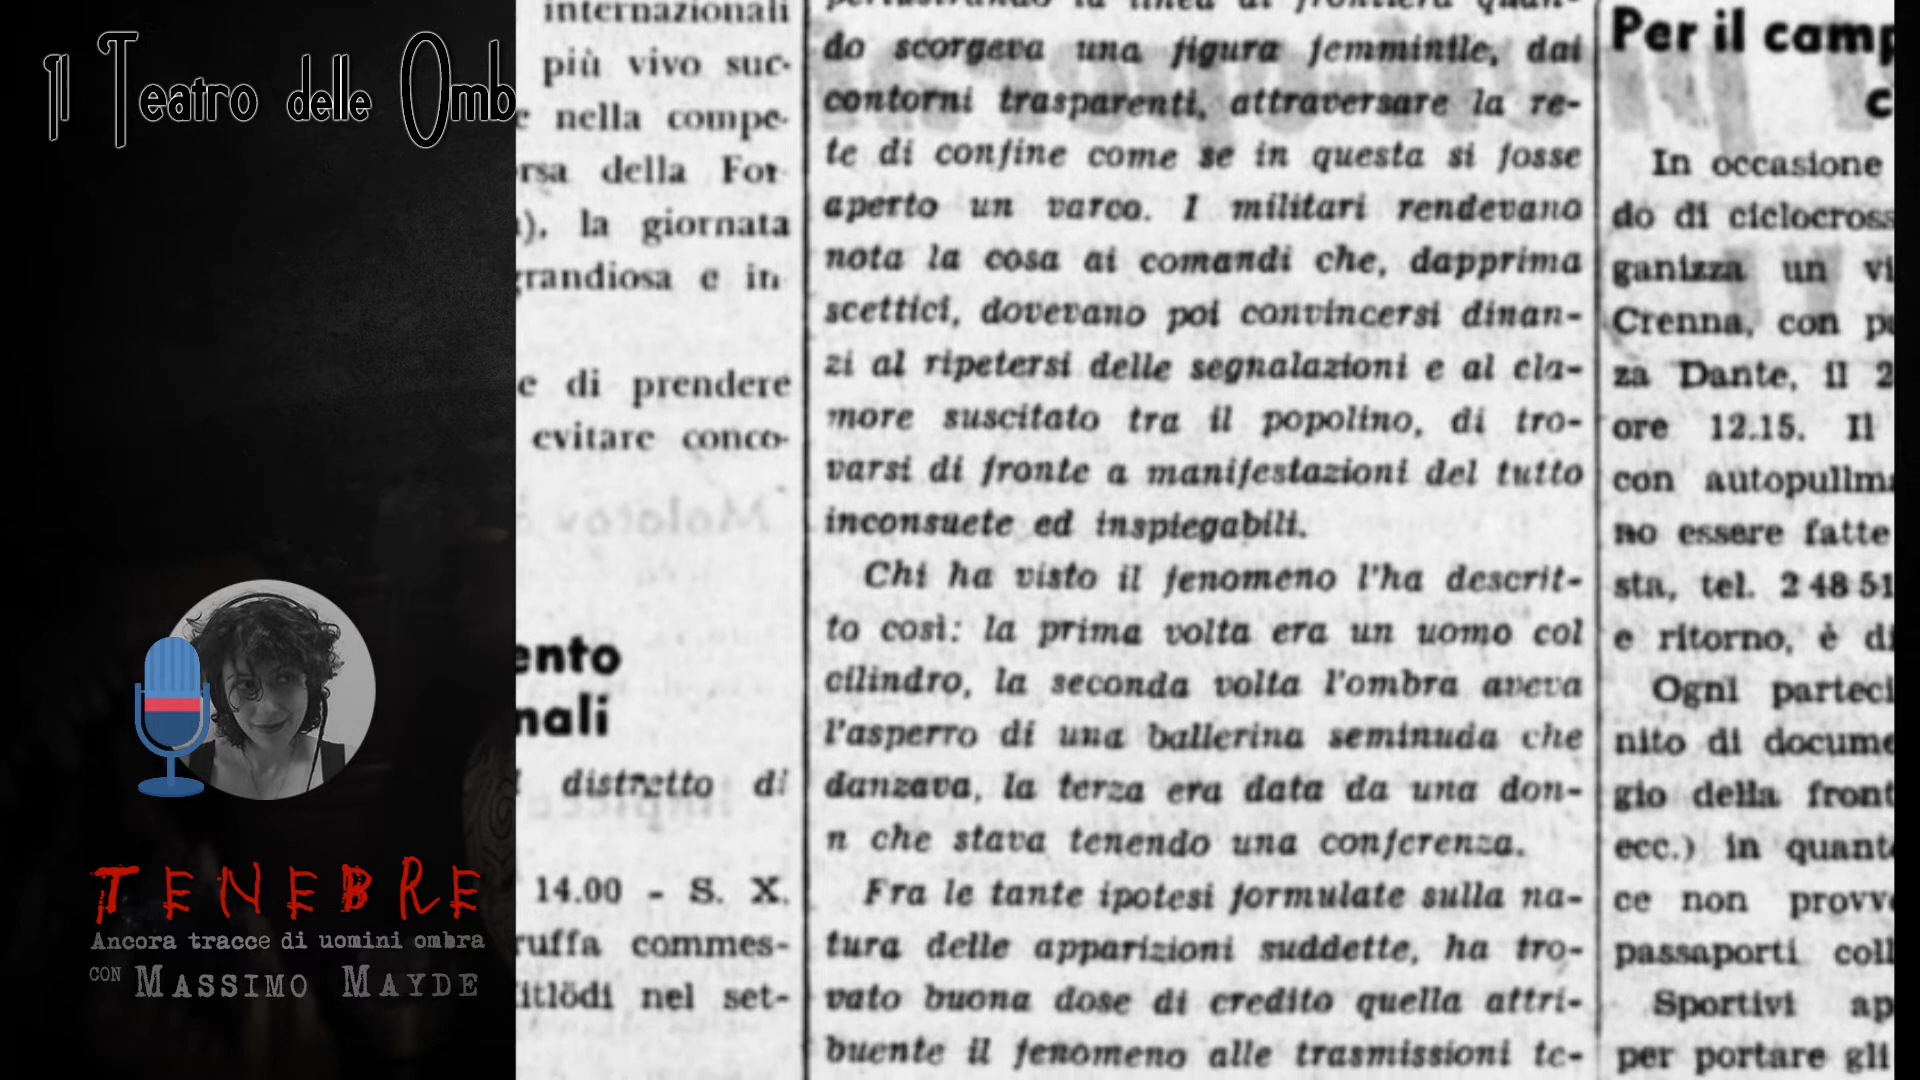 Il Teatro delle Omb
TENEBRE
Ancora tracce di uomini ombra
CON MASSIMO MAYDE
internazionali
più vivo suc-
e nella compe-
rsa della For-
), la giornata
grandiosa e in-
e di prendere
evitare conco-
ento
nali
distretto di
14.00 - S. X.
ruffa commes-
itlödi nel set-
perlustrando la linea di frontiera quan-
do scorgeva una figura femminile, dai
contorni trasparenti, attraversare la re-
te di confine come se in questa si fosse
aperto un varco. I militari rendevano
nota la cosa ai comandi che, dapprima
scettici, dovevano poi convincersi dinan-
zi al ripetersi delle segnalazioni e al cla-
more suscitato tra il popolino, di tro-
varsi di fronte a manifestazioni del tutto
inconsuete ed inspiegabili.
Chi ha visto il fenomeno l'ha descrit-
to così: la prima volta era un uomo col
cilindro, la seconda volta l'ombra aveva
l'asperro di una ballerina seminuda che
danzava, la terza era data da una don-
n che stava tenendo una conferenza.
Fra le tante ipotesi formulate sulla na-
tura delle apparizioni suddette, ha tro-
vato buona dose di credito quella attri-
buente il fenomeno alle trasmissioni te-
Per il camp
c
In occasione
do di ciclocross
ganizza un vi
Crenna, con p
za Dante, il 2
ore 12.15. Il
con autopullma
no essere fatte
sta, tel. 2 48 51
e ritorno, è di
Ogni parteci
nito di docume
gio della front
ecc.) in quant
ce non provv
passaporti coll
Sportivi ap
per portare gli